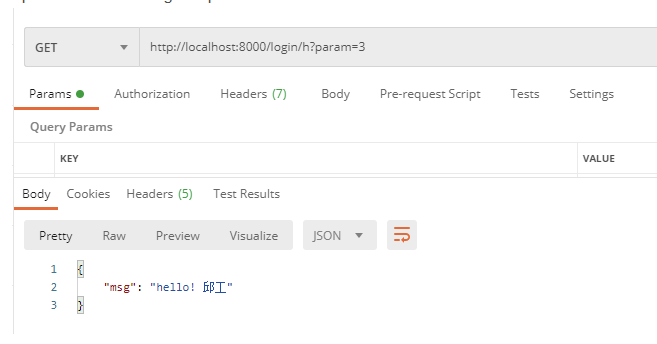 GET
http://localhost:8000/login/h?param=3
Params
Authorization
Headers (7)
Body
Pre-request Script
Tests
Settings
Query Params
KEY
VALUE
Body
Cookies
Headers (5)
Test Results
Pretty
Raw
Preview
Visualize
JSON
1 {
2 "msg": "hello! 邱工"
3 }